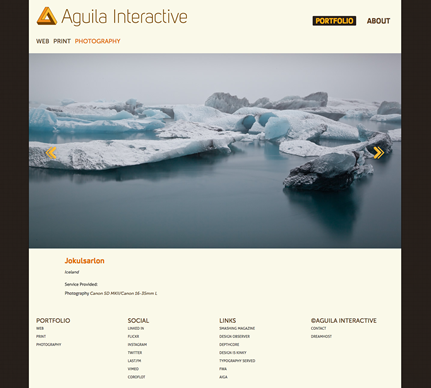 Aguila Interactive
PORTFOLIO ABOUT
WEB PRINT PHOTOGRAPHY
Jokulsarlon
Iceland
Service Provided:
Photography Canon 5D MKII/Canon 16-35mm L
PORTFOLIO
WEB
PRINT
PHOTOGRAPHY
SOCIAL
LINKED IN
FLICKR
INSTAGRAM
TWITTER
LAST.FM
VIMEO
COROFLOT
LINKS
SMASHING MAGAZINE
DESIGN OBSERVER
DEPTHCORE
DESIGN IS KINKY
TYPOGRAPHY SERVED
FWA
AIGA
©AGUILA INTERACTIVE
CONTACT
DREAMHOST